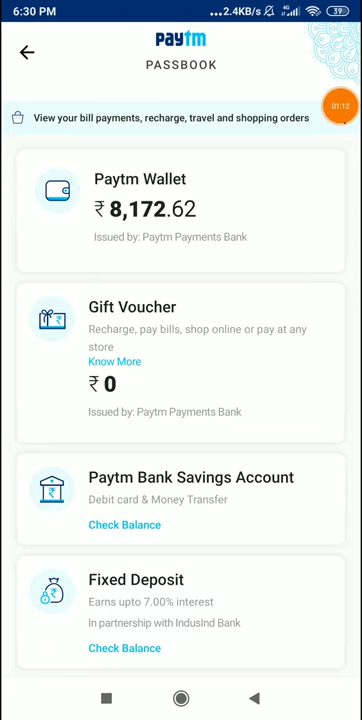 6:30 PM ...2.4KB/s 4G 39
paytm
PASSBOOK
01:12
View your bill payments, recharge, travel and shopping orders
Paytm Wallet
₹ 8,172.62
Issued by: Paytm Payments Bank
Gift Voucher
Recharge, pay bills, shop online or pay at any
store
Know More
₹ 0
Issued by: Paytm Payments Bank
Paytm Bank Savings Account
Debit card & Money Transfer
Check Balance
Fixed Deposit
Earns upto 7.00% interest
In partnership with IndusInd Bank
Check Balance